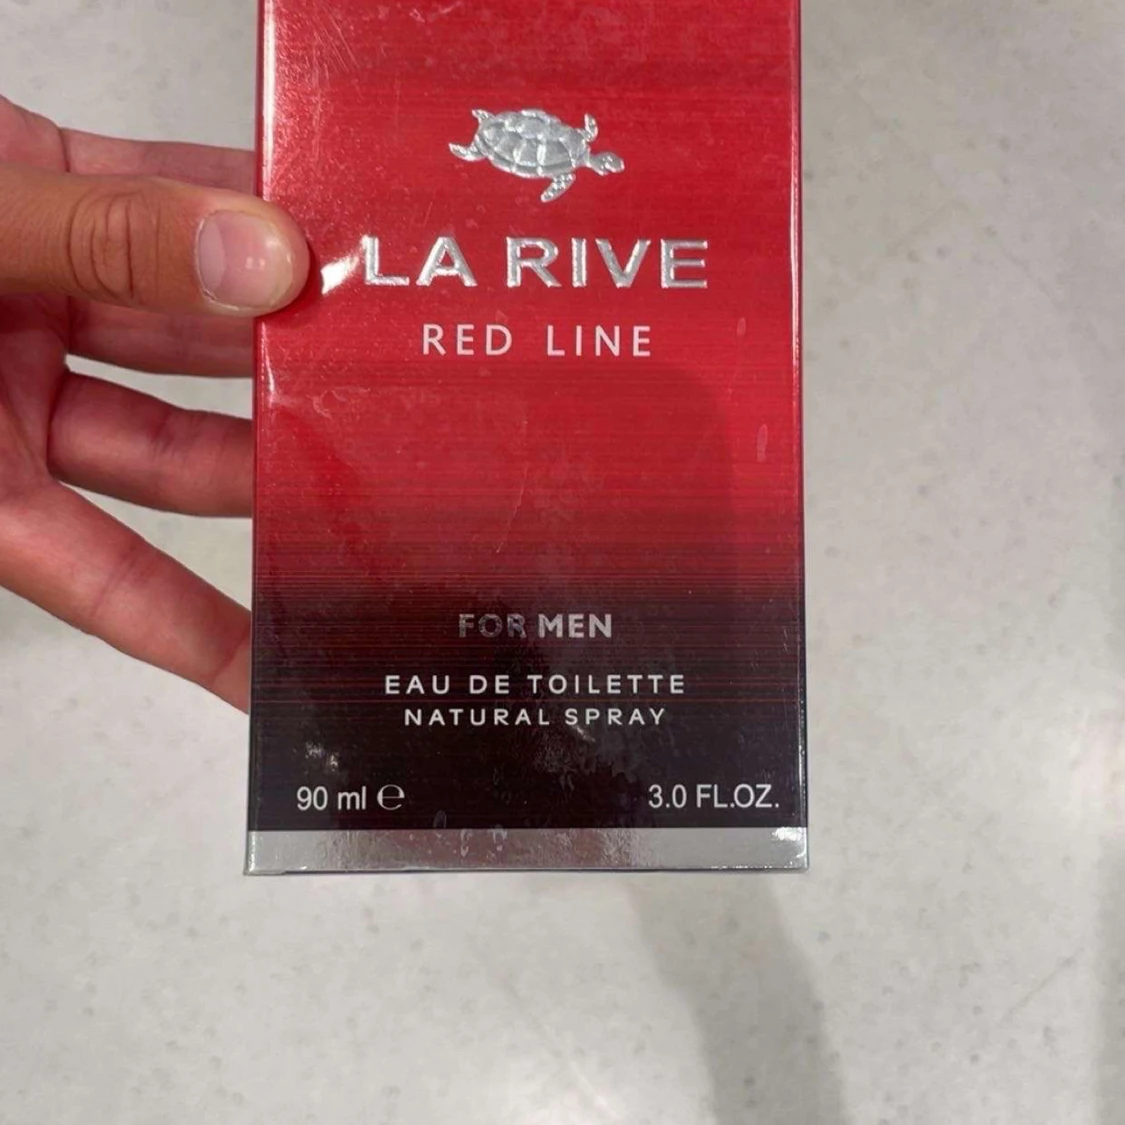 LA RIVE
RED LINE
FOR MEN
EAU DE TOILETTE
NATURAL SPRAY
90 ml ℮ 3.0 FL.OZ.